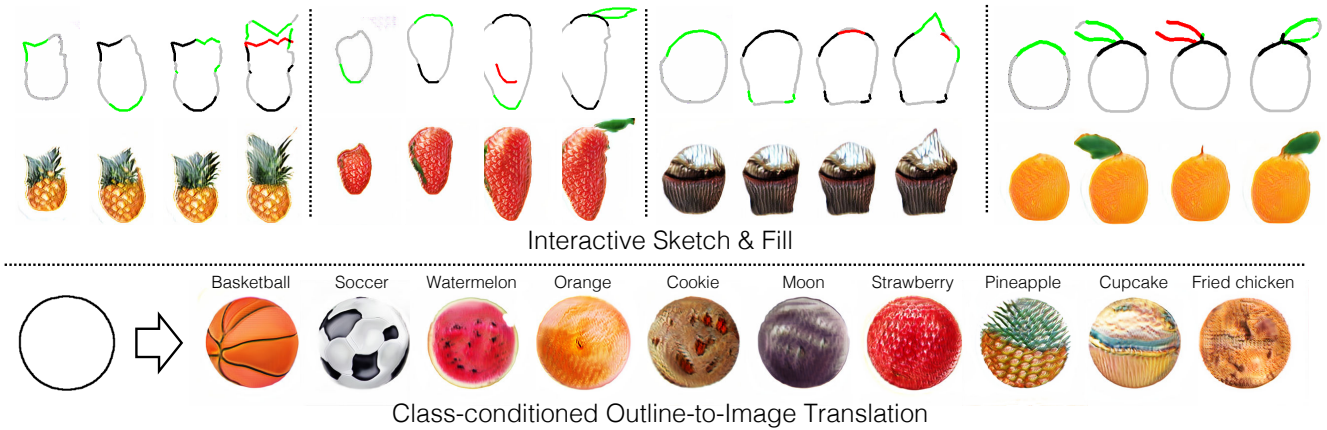 Interactive Sketch & Fill
Basketball Soccer Watermelon Orange Cookie Moon Strawberry Pineapple Cupcake Fried chicken
Class-conditioned Outline-to-Image Translation